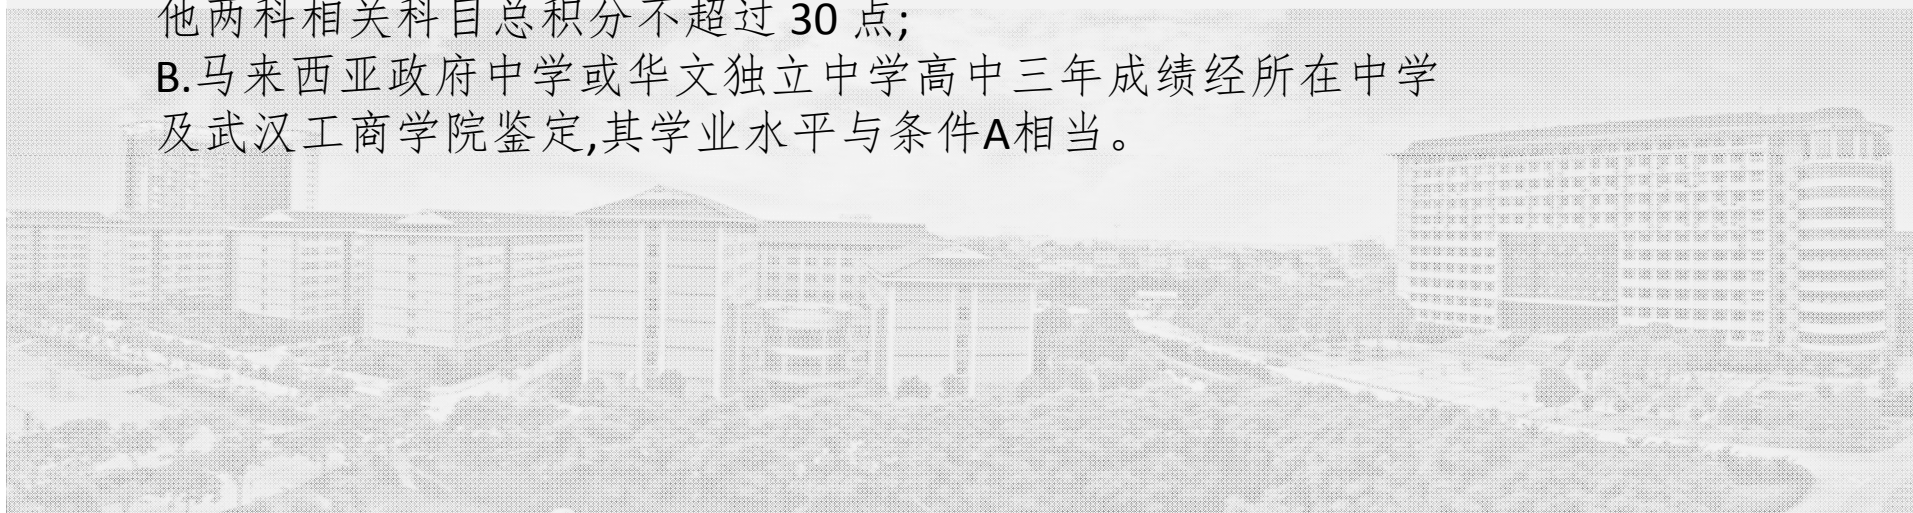 他两科相关科目总积分不超过 30 点;
B.马来西亚政府中学或华文独立中学高中三年成绩经所在中学
及武汉工商学院鉴定,其学业水平与条件A相当。